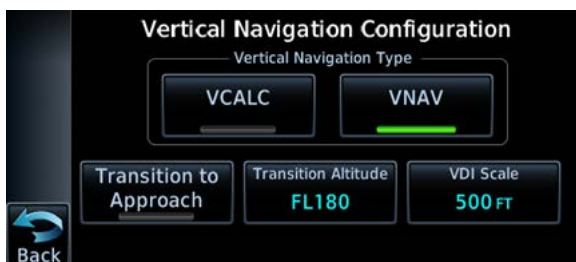 Vertical Navigation Configuration
Vertical Navigation Type
VCALC
VNAV
Transition to
Approach
Transition Altitude
FL180
VDI Scale
500 FT
Back